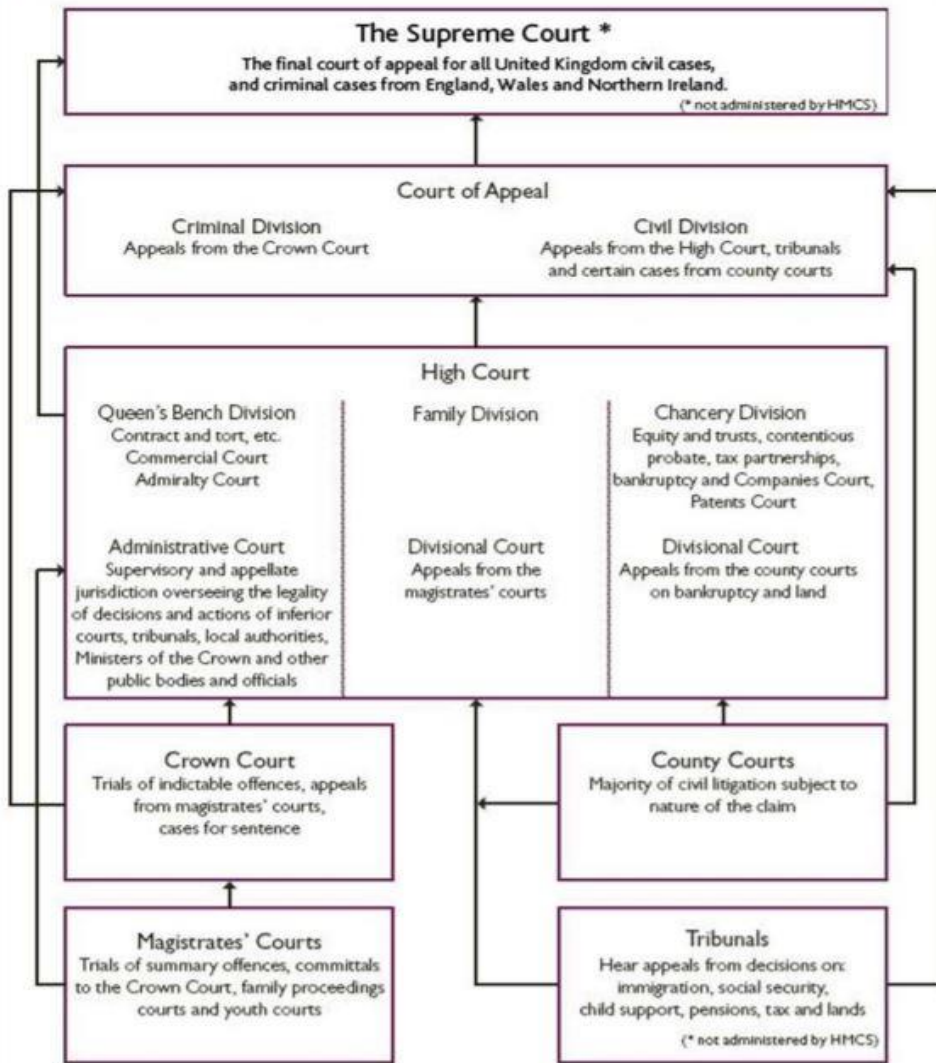 The Supreme Court *
The final court of appeal for all United Kingdom civil cases,
and criminal cases from England, Wales and Northern Ireland.
(* not administered by HMCS)
Court of Appeal
Criminal Division
Appeals from the Crown Court
Civil Division
Appeals from the High Court, tribunals
and certain cases from county courts
High Court
Queen's Bench Division
Contract and tort, etc.
Commercial Court
Admiralty Court
Administrative Court
Supervisory and appellate
jurisdiction overseeing the legality
of decisions and actions of inferior
courts, tribunals, local authorities,
Ministers of the Crown and other
public bodies and officials
Family Division
Divisional Court
Appeals from the
magistrates' courts
Chancery Division
Equity and trusts, contentious
probate, tax partnerships,
bankruptcy and Companies Court,
Patents Court
Divisional Court
Appeals from the county courts
on bankruptcy and land
Crown Court
Trials of indictable offences, appeals
from magistrates' courts,
cases for sentence
County Courts
Majority of civil litigation subject to
nature of the claim
Magistrates' Courts
Trials of summary offences, committals
to the Crown Court, family proceedings
courts and youth courts
Tribunals
Hear appeals from decisions on:
immigration, social security,
child support, pensions, tax and lands
(* not administered by HMCS)